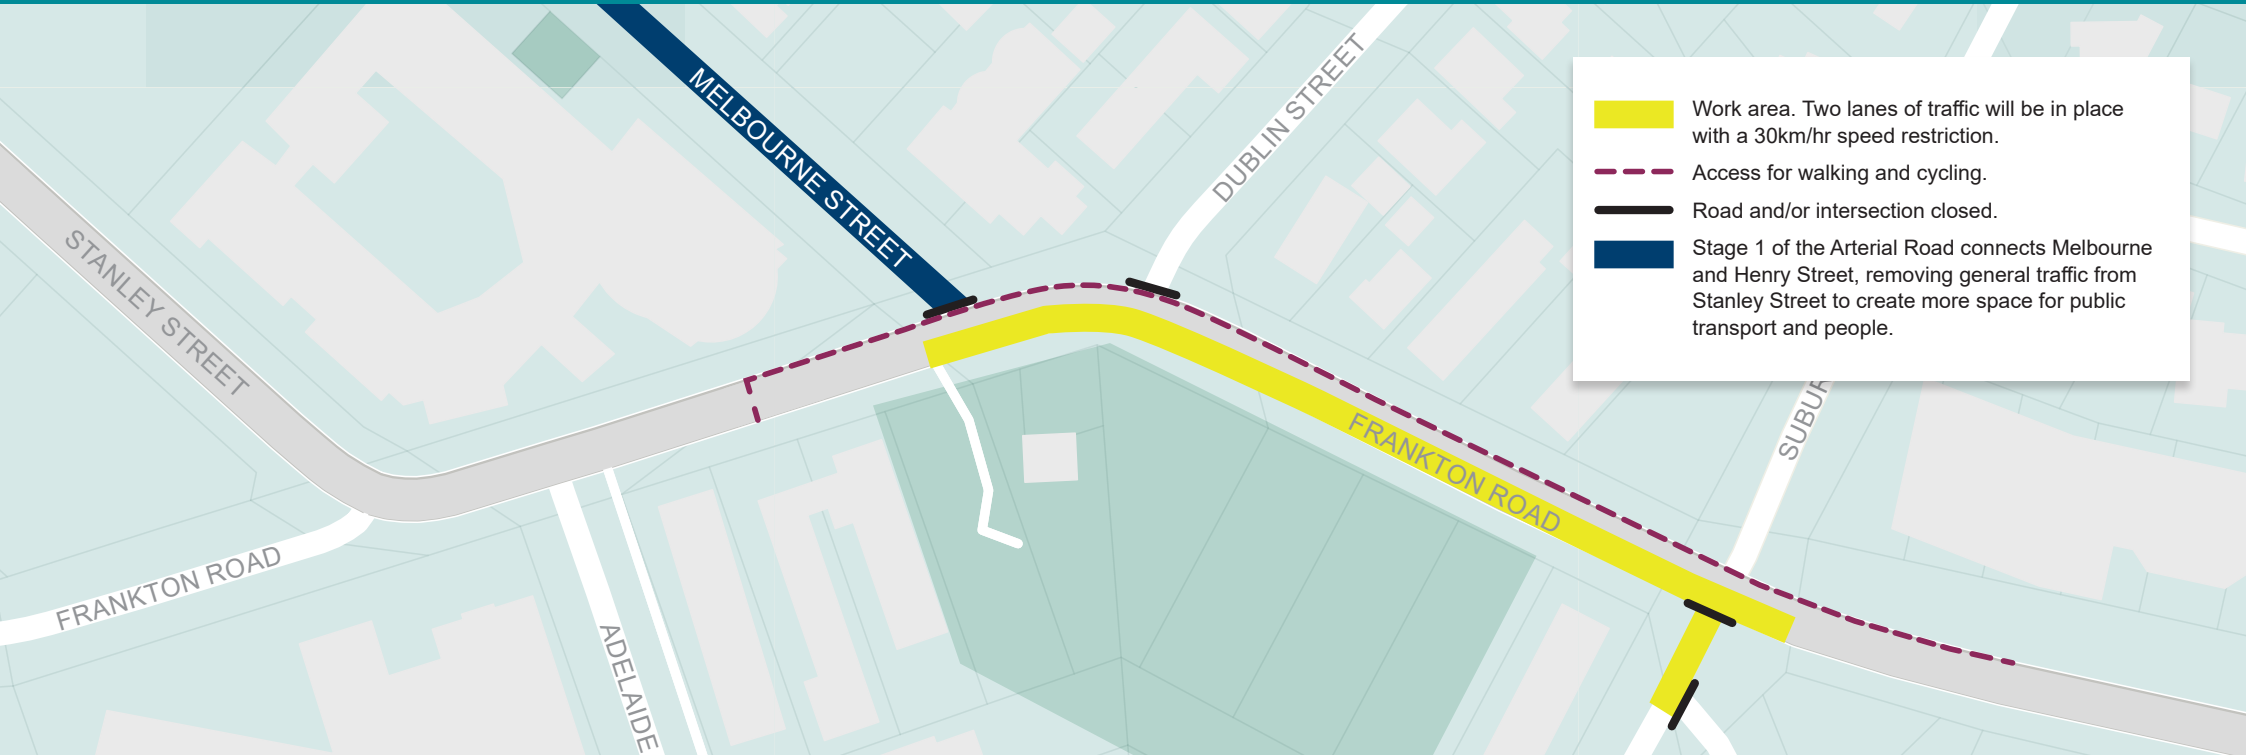 MELBOURNE STREET
DUBLIN STREET
STANLEY STREET
FRANKTON ROAD
FRANKTON ROAD
ADELAIDE
SUBUR
Work area. Two lanes of traffic will be in place
with a 30km/hr speed restriction.
Access for walking and cycling.
Road and/or intersection closed.
Stage 1 of the Arterial Road connects Melbourne
and Henry Street, removing general traffic from
Stanley Street to create more space for public
transport and people.